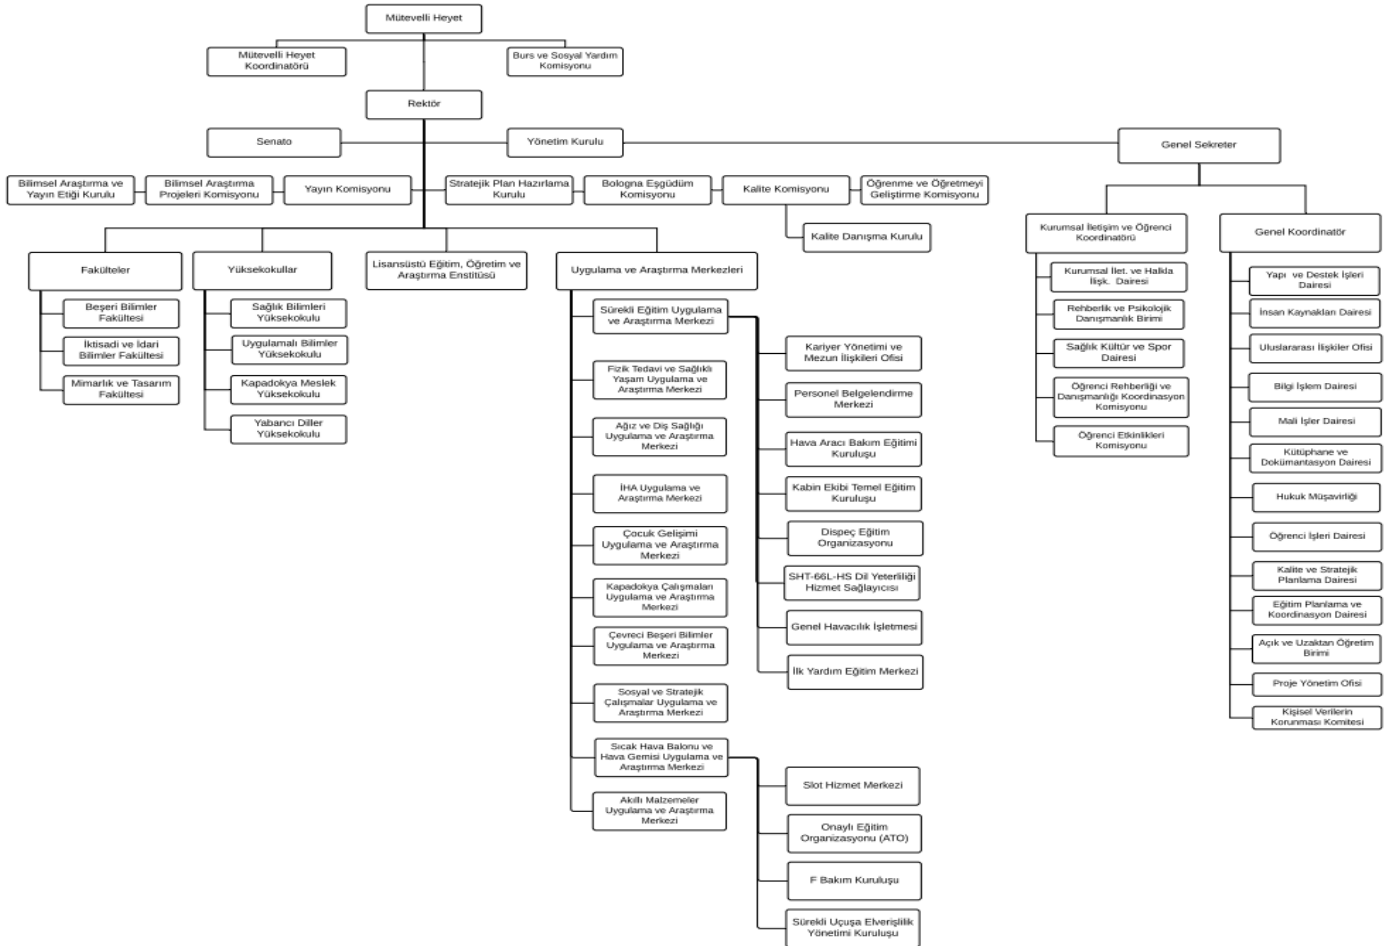 Mütevelli Heyet
Mütevelli Heyet
Koordinatörü
Burs ve Sosyal Yardım
Komisyonu
Rektör
Senato
Yönetim Kurulu
Genel Sekreter
Bilimsel Araştırma ve
Yayın Etiği Kurulu
Bilimsel Araştırma
Projeleri Komisyonu
Yayın Komisyonu
Stratejik Plan Hazırlama
Kurulu
Bologna Eşgüdüm
Komisyonu
Kalite Komisyonu
Öğrenme ve Öğretmeyi
Geliştirme Komisyonu
Kalite Danışma Kurulu
Fakülteler
Beşeri Bilimler
Fakültesi
İktisadi ve İdari
Bilimler Fakültesi
Mimarlık ve Tasarım
Fakültesi
Yüksekokullar
Sağlık Bilimleri
Yüksekokulu
Uygulamalı Bilimler
Yüksekokulu
Kapadokya Meslek
Yüksekokulu
Yabancı Diller
Yüksekokulu
Lisansüstü Eğitim, Öğretim ve
Araştırma Enstitüsü
Uygulama ve Araştırma Merkezleri
Sürekli Eğitim Uygulama
ve Araştırma Merkezi
Fizik Tedavi ve Sağlıklı
Yaşam Uygulama ve
Araştırma Merkezi
Ağız ve Diş Sağlığı
Uygulama ve Araştırma
Merkezi
İHA Uygulama ve
Araştırma Merkezi
Çocuk Gelişimi
Uygulama ve Araştırma
Merkezi
Kapadokya Çalışmaları
Uygulama ve Araştırma
Merkezi
Çevreci Beşeri Bilimler
Uygulama ve Araştırma
Merkezi
Sosyal ve Stratejik
Çalışmalar Uygulama ve
Araştırma Merkezi
Sıcak Hava Balonu ve
Hava Gemisi Uygulama ve
Araştırma Merkezi
Akıllı Malzemeler
Uygulama ve Araştırma
Merkezi
Kariyer Yönetimi ve
Mezun İlişkileri Ofisi
Personel Belgelendirme
Merkezi
Hava Aracı Bakım Eğitimi
Kuruluşu
Kabin Ekibi Temel Eğitim
Kuruluşu
Dispeç Eğitim
Organizasyonu
SHT-66L-HS Dil Yeterliliği
Hizmet Sağlayıcısı
Genel Havacılık İşletmesi
İlk Yardım Eğitim Merkezi
Slot Hizmet Merkezi
Onaylı Eğitim
Organizasyonu (ATO)
F Bakım Kuruluşu
Sürekli Uçuşa Elverişlilik
Yönetimi Kuruluşu
Kurumsal İletişim ve Öğrenci
Koordinatörü
Kurumsal İlet. ve Halkla
İlişk. Dairesi
Rehberlik ve Psikolojik
Danışmanlık Birimi
Sağlık Kültür ve Spor
Dairesi
Öğrenci Rehberliği ve
Danışmanlığı Koordinasyon
Komisyonu
Öğrenci Etkinlikleri
Komisyonu
Genel Koordinatör
Yapı ve Destek İşleri
Dairesi
İnsan Kaynakları Dairesi
Uluslararası İlişkiler Ofisi
Bilgi İşlem Dairesi
Mali İşler Dairesi
Kütüphane ve
Dokümantasyon Dairesi
Hukuk Müşavirliği
Öğrenci İşleri Dairesi
Kalite ve Stratejik
Planlama Dairesi
Eğitim Planlama ve
Koordinasyon Dairesi
Açık ve Uzaktan Öğretim
Birimi
Proje Yönetim Ofisi
Kişisel Verilerin
Korunması Komitesi